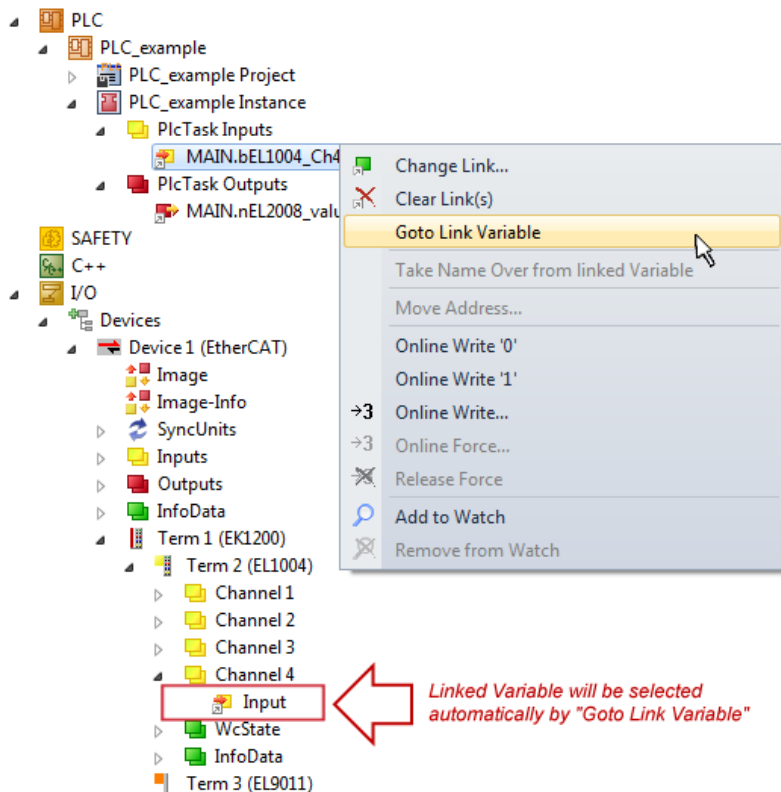 PLC
PLC_example
PLC_example Project
PLC_example Instance
PlcTask Inputs
MAIN.bEL1004_Ch4
PlcTask Outputs
MAIN.nEL2008_valu
SAFETY
C++
I/O
Devices
Device 1 (EtherCAT)
Image
Image-Info
SyncUnits
Inputs
Outputs
InfoData
Term 1 (EK1200)
Term 2 (EL1004)
Channel 1
Channel 2
Channel 3
Channel 4
Input
WcState
InfoData
Term 3 (EL9011)
Change Link...
Clear Link(s)
Goto Link Variable
Take Name Over from linked Variable
Move Address...
Online Write '0'
Online Write '1'
→3 Online Write...
→3 Online Force...
Release Force
Add to Watch
Remove from Watch
Linked Variable will be selected
automatically by "Goto Link Variable"